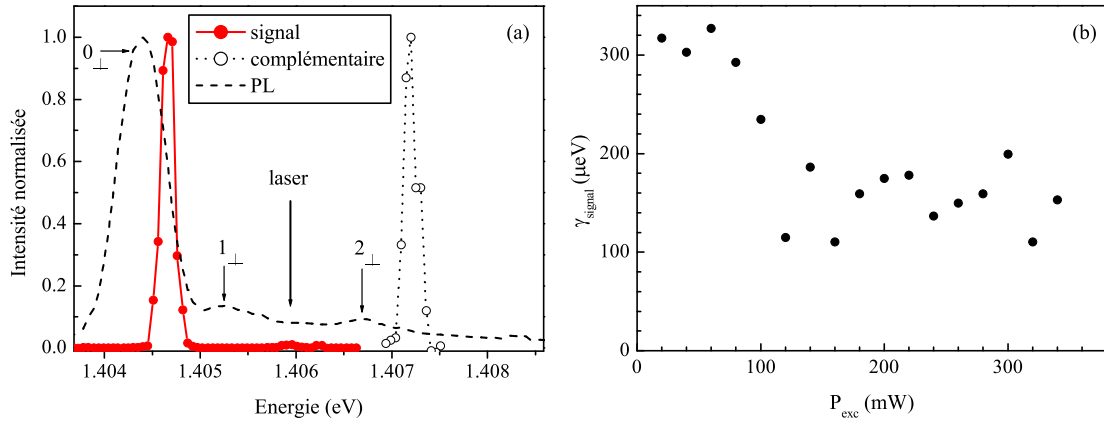 (a)
signal
complémentaire
PL
0⊥
laser
1⊥
2⊥
1.0
0.8
0.6
0.4
0.2
0.0
Intensité normalisée
1.404
1.405
1.406
1.407
1.408
Energie (eV)
(b)
300
200
100
0
γsignal (μeV)
0
100
200
300
Pexc (mW)